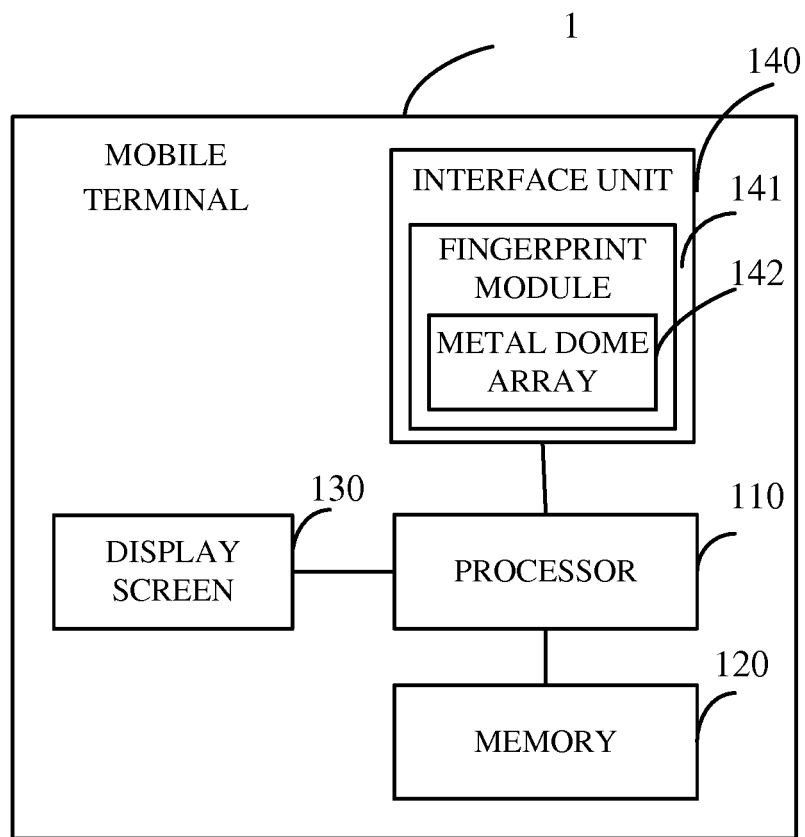 1
140
MOBILE
TERMINAL
INTERFACE UNIT
141
FINGERPRINT
MODULE
142
METAL DOME
ARRAY
130
110
DISPLAY
SCREEN
PROCESSOR
120
MEMORY